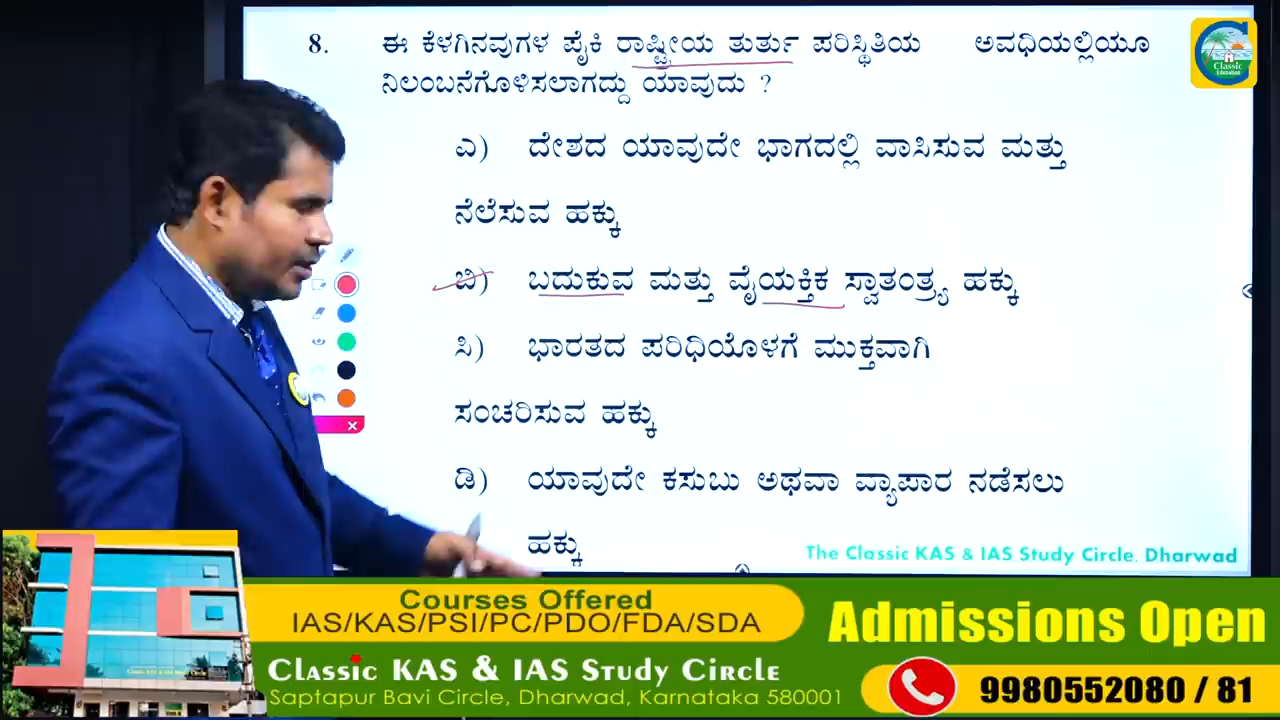 8. ಈ ಕೆಳಗಿನವುಗಳ ಪೈಕಿ ರಾಷ್ಟ್ರೀಯ ತುರ್ತು ಪರಿಸ್ಥಿತಿಯ ಅವಧಿಯಲ್ಲಿಯೂ
ನಿಲಂಬನೆಗೊಳಿಸಲಾಗದ್ದು ಯಾವುದು ?
ಎ) ದೇಶದ ಯಾವುದೇ ಭಾಗದಲ್ಲಿ ವಾಸಿಸುವ ಮತ್ತು
ನೆಲೆಸುವ ಹಕ್ಕು
ಬಿ) ಬದುಕುವ ಮತ್ತು ವೈಯಕ್ತಿಕ ಸ್ವಾತಂತ್ರ್ಯ ಹಕ್ಕು
ಸಿ) ಭಾರತದ ಪರಿಧಿಯೊಳಗೆ ಮುಕ್ತವಾಗಿ
ಸಂಚರಿಸುವ ಹಕ್ಕು
ಡಿ) ಯಾವುದೇ ಕಸುಬು ಅಥವಾ ವ್ಯಾಪಾರ ನಡೆಸಲು
ಹಕ್ಕು
The Classic KAS & IAS Study Circle, Dharwad
Classic
Education
Courses Offered
IAS/KAS/PSI/PC/PDO/FDA/SDA
Classic KAS & IAS Study Circle
Saptapur Bavi Circle, Dharwad, Karnataka 580001
Admissions Open
9980552080 / 81